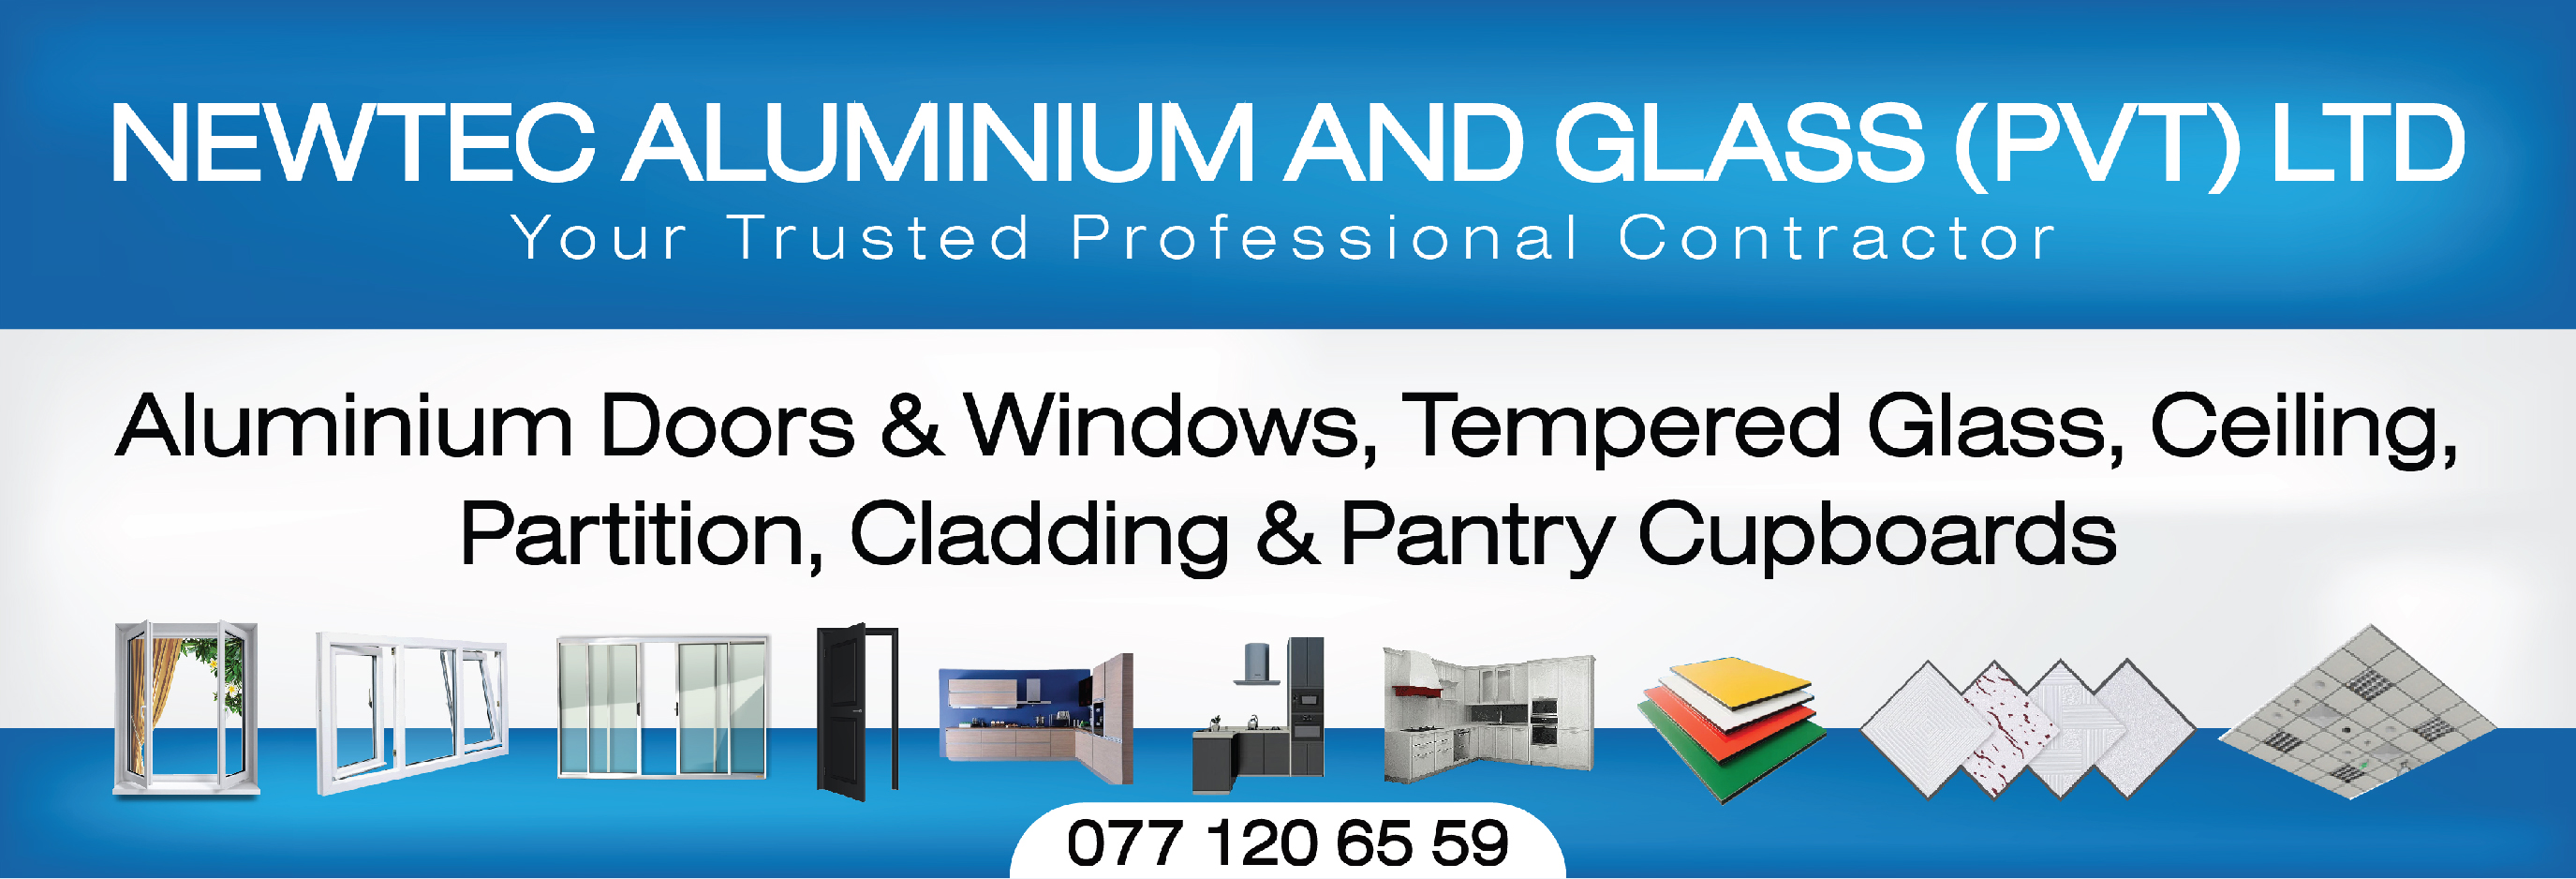 NEWTEC ALUMINIUM AND GLASS (PVT) LTD
Your Trusted Professional Contractor
Aluminium Doors & Windows, Tempered Glass, Ceiling,
Partition, Cladding & Pantry Cupboards
077 120 65 59